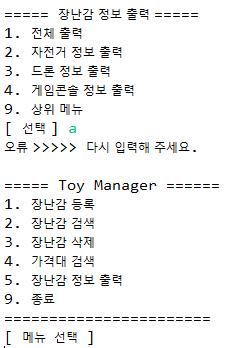 ===== 장난감 정보 출력 =====
1. 전체 출력
2. 자전거 정보 출력
3. 드론 정보 출력
4. 게임콘솔 정보 출력
9. 상위 메뉴
[ 선택 ] a
오류 >>>>> 다시 입력해 주세요.
===== Toy Manager ======
1. 장난감 등록
2. 장난감 검색
3. 장난감 삭제
4. 가격대 검색
5. 장난감 정보 출력
9. 종료
=======================
[ 메뉴 선택 ]